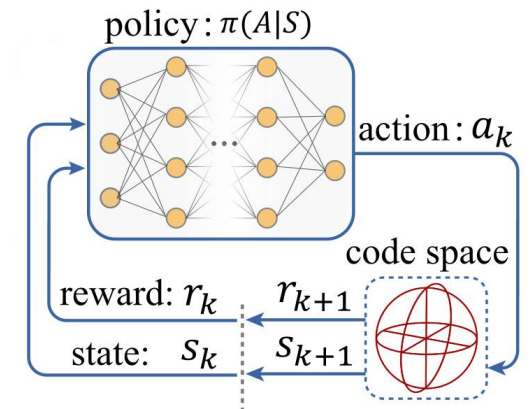 policy: π(A|S)
...
action: a_k
code space
reward: r_k
r_{k+1}
state: s_k
s_{k+1}